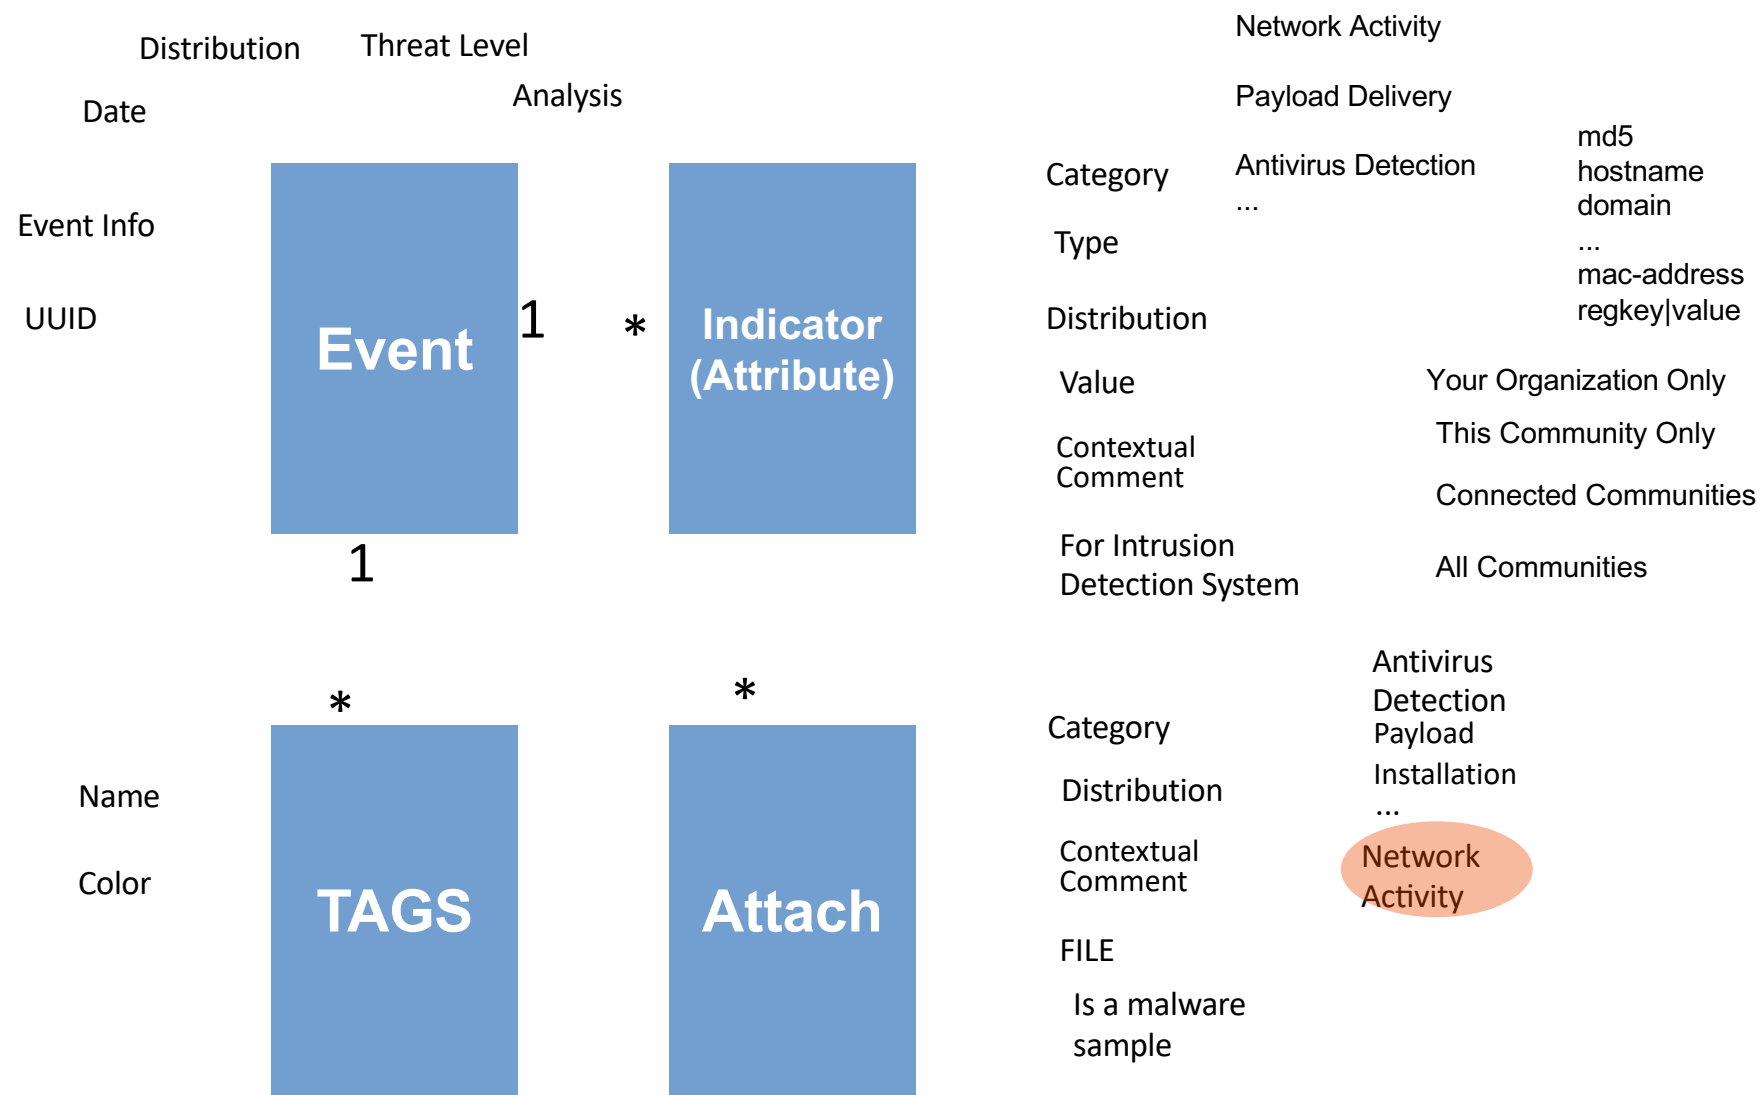 Distribution
Threat Level
Analysis
Date
Event Info
UUID
Event
1
*
Indicator
(Attribute)
1
Network Activity
Payload Delivery
Antivirus Detection
...
Category
Type
Distribution
Value
Contextual
Comment
For Intrusion
Detection System
md5
hostname
domain
...
mac-address
regkey|value
Your Organization Only
This Community Only
Connected Communities
All Communities
*
*
Name
Color
TAGS
Attach
Category
Distribution
Contextual
Comment
FILE
Is a malware
sample
Antivirus
Detection
Payload
Installation
...
Network
Activity